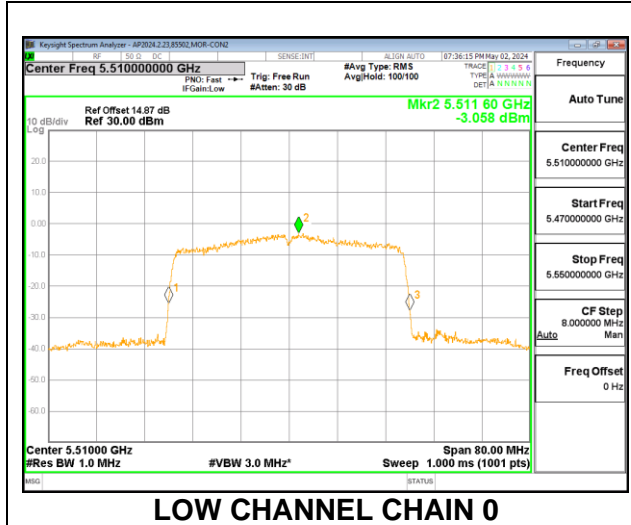 Keysight Spectrum Analyzer - AP2024.2.23,85502,MOR-CON2
RF 50 Ω DC SENSE:INT ALIGN AUTO 07:36:15 PM May 02, 2024
Center Freq 5.510000000 GHz
PNO: Fast
IFGain:Low
Trig: Free Run
#Atten: 30 dB
#Avg Type: RMS
Avg|Hold: 100/100
TRACE 1 2 3 4 5 6
TYPE A WWWWW
DET A NNNNN
Frequency
Auto Tune
Center Freq
5.510000000 GHz
Start Freq
5.470000000 GHz
Stop Freq
5.550000000 GHz
CF Step
8.000000 MHz
Auto Man
Freq Offset
0 Hz
Mkr2 5.511 60 GHz
-3.058 dBm
Ref Offset 14.87 dB
10 dB/div Ref 30.00 dBm
Log
20.0
10.0
0.00
-10.0
-20.0
-30.0
-40.0
-50.0
-60.0
2
1
3
Center 5.51000 GHz Span 80.00 MHz
#Res BW 1.0 MHz #VBW 3.0 MHz* Sweep 1.000 ms (1001 pts)
MSG STATUS
LOW CHANNEL CHAIN 0